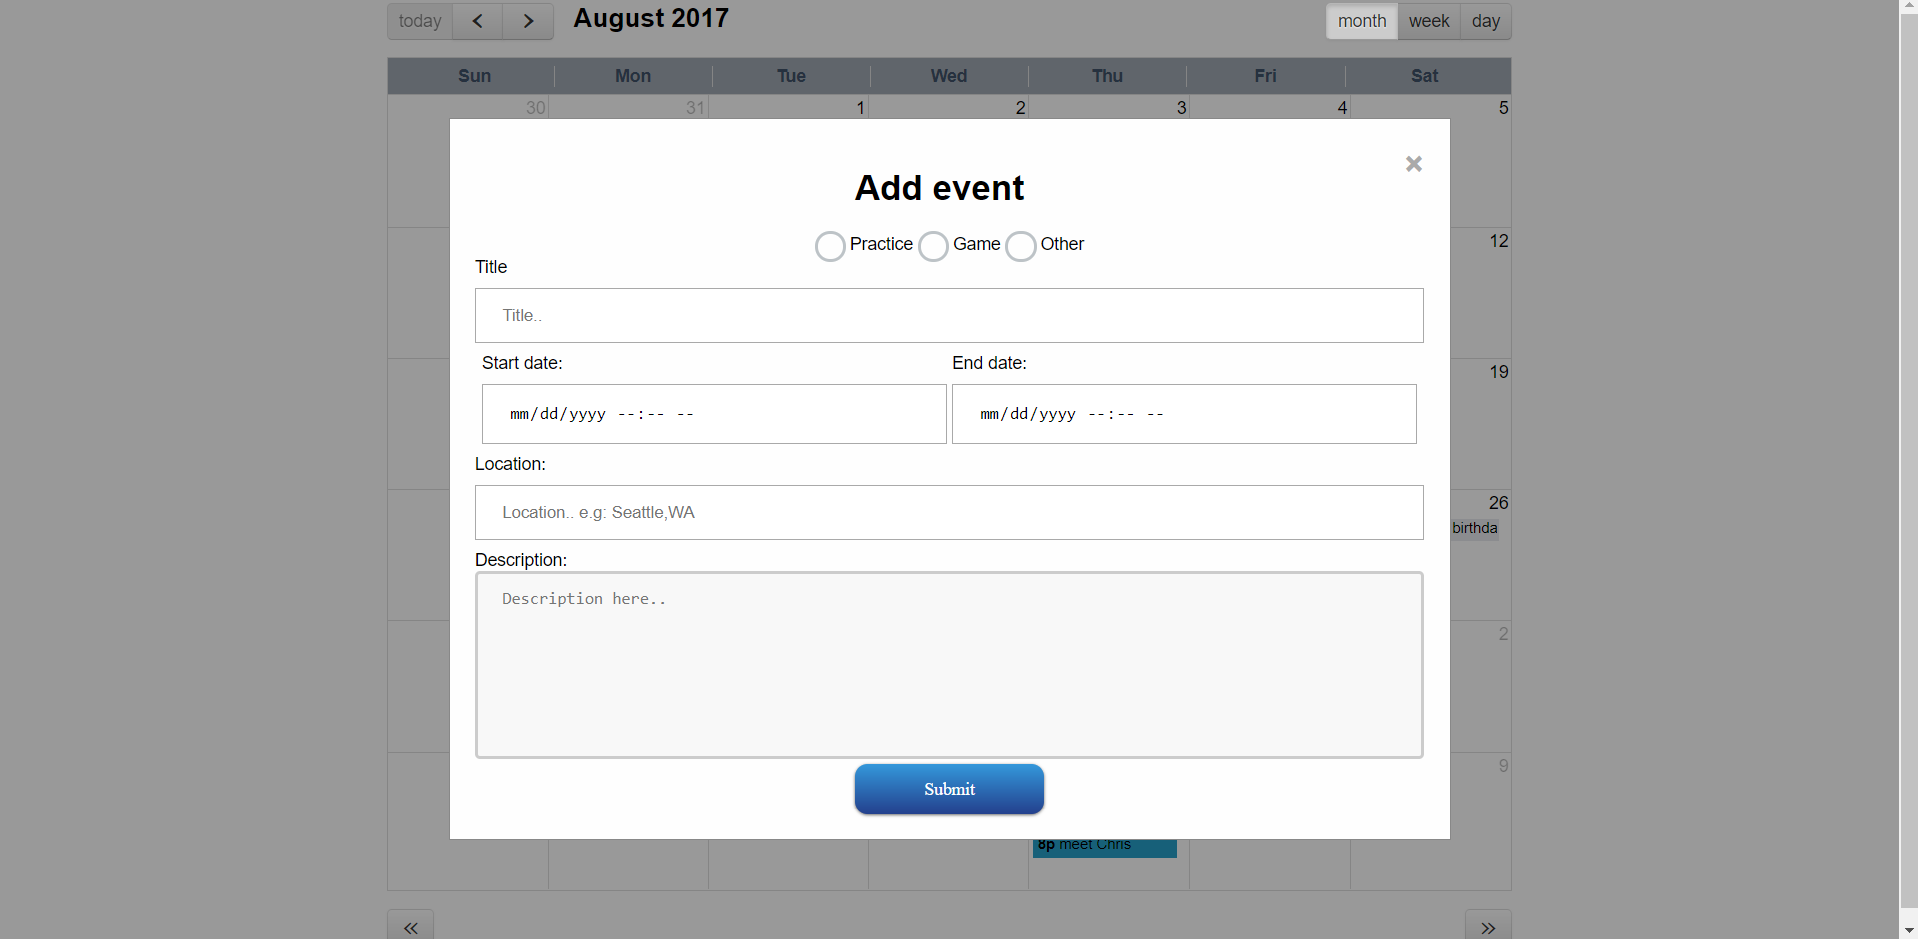 today < > August 2017 month week day
Sun Mon Tue Wed Thu Fri Sat
30 31 1 2 3 4 5
×
Add event
Practice Game Other
12
Title
Title..
Start date: End date:
19
mm/dd/yyyy --:-- -- mm/dd/yyyy --:-- --
Location:
26
Location.. e.g: Seattle,WA
birthda
Description:
Description here..
2
9
Submit
8p meet Chris
« »